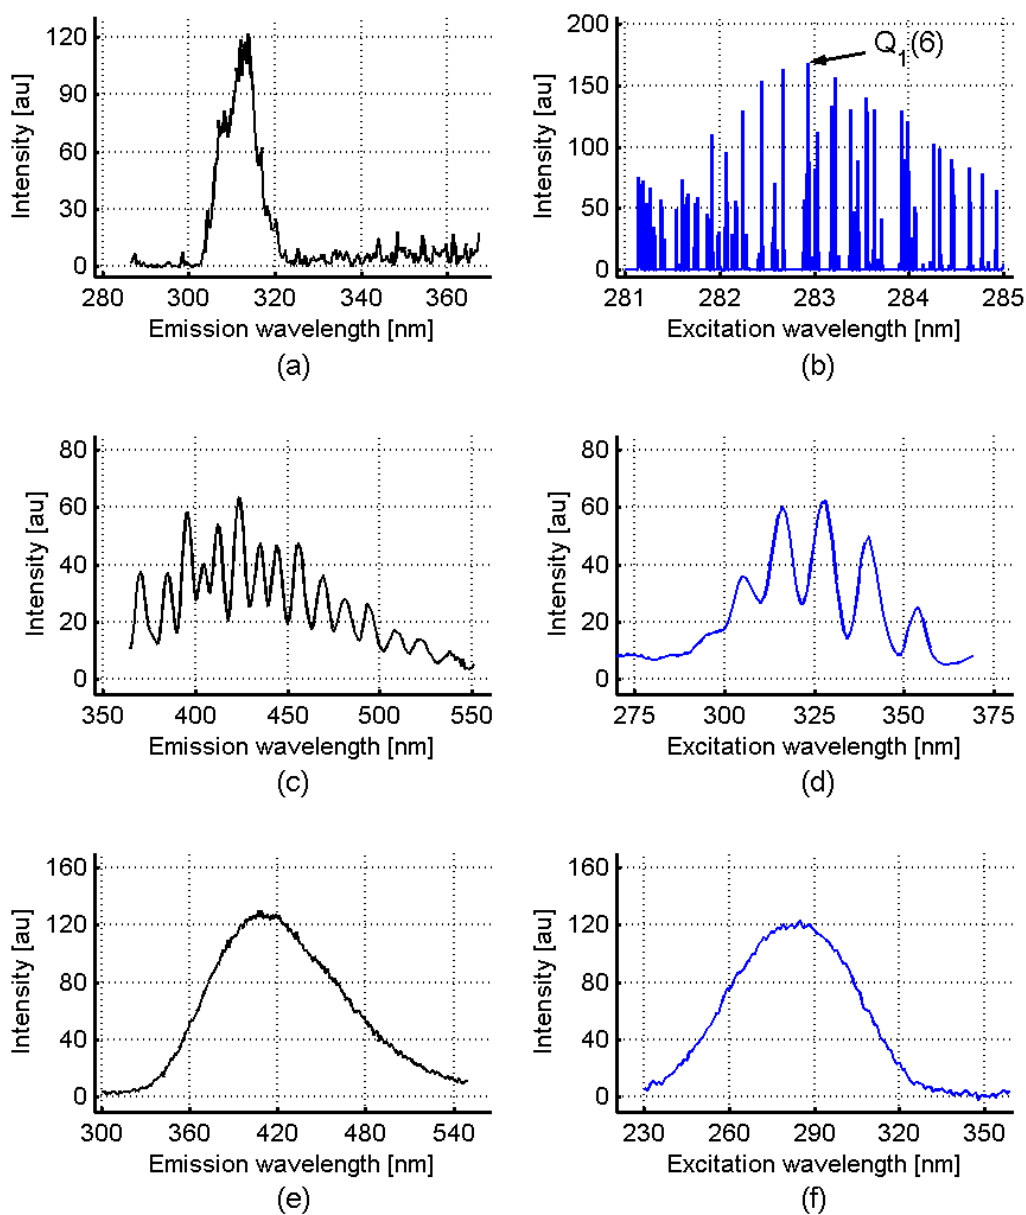 120
90
60
30
0
Intensity [au]
280 300 320 340 360
Emission wavelength [nm]
(a)
200
150
100
50
0
Intensity [au]
Q1(6)
281 282 283 284 285
Excitation wavelength [nm]
(b)
80
60
40
20
0
Intensity [au]
350 400 450 500 550
Emission wavelength [nm]
(c)
80
60
40
20
0
Intensity [au]
275 300 325 350 375
Excitation wavelength [nm]
(d)
160
120
80
40
0
Intensity [au]
300 360 420 480 540
Emission wavelength [nm]
(e)
160
120
80
40
0
Intensity [au]
230 260 290 320 350
Excitation wavelength [nm]
(f)